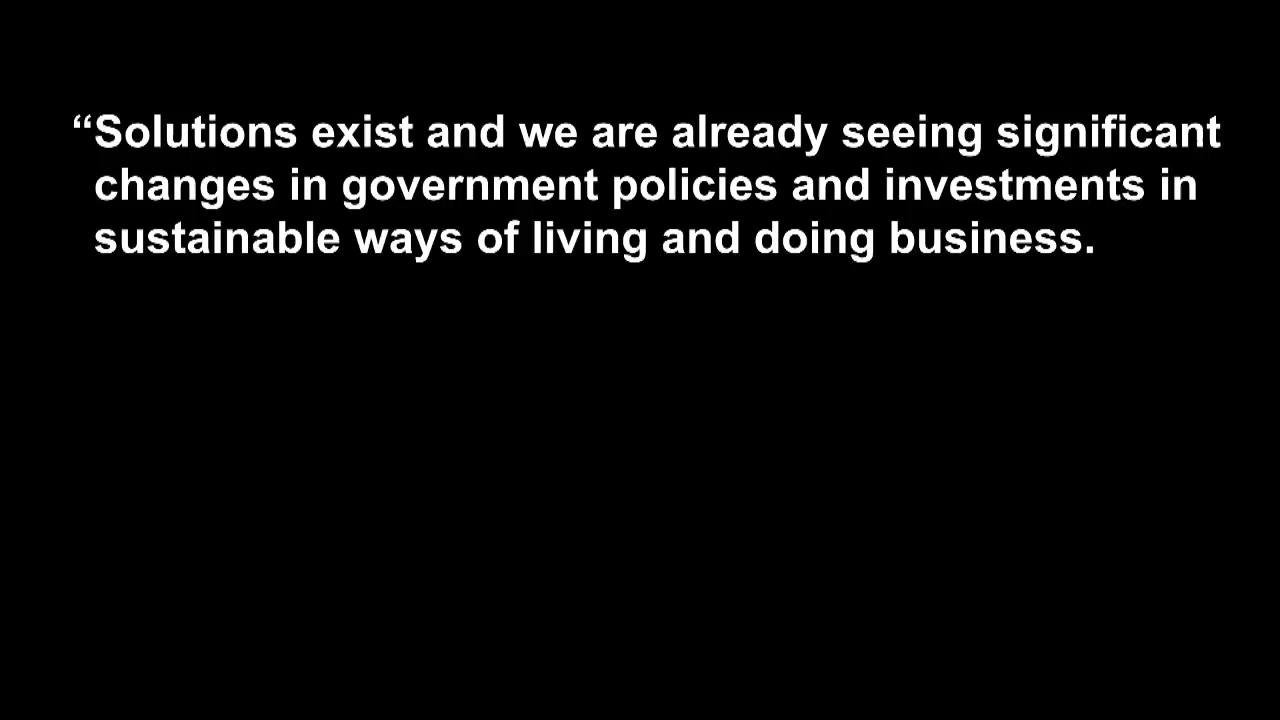 “Solutions exist and we are already seeing significant
changes in government policies and investments in
sustainable ways of living and doing business.